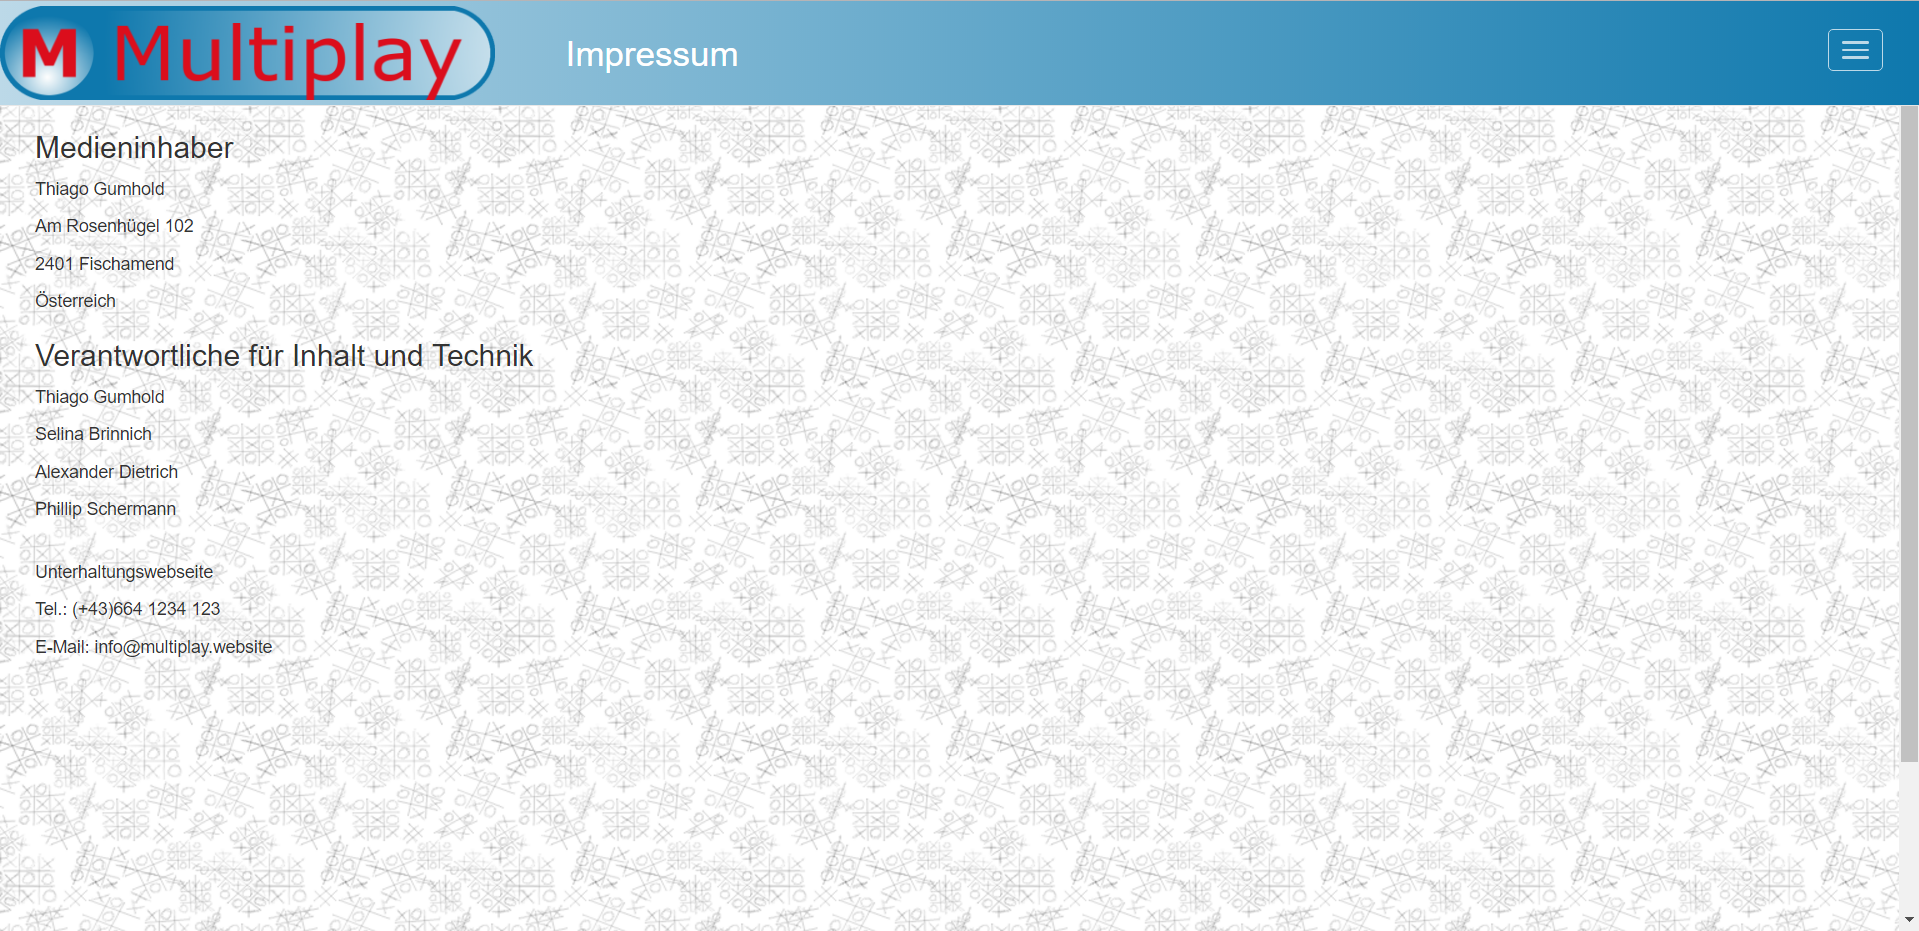 M Multiplay
Impressum
Medieninhaber
Thiago Gumhold
Am Rosenhügel 102
2401 Fischamend
Österreich
Verantwortliche für Inhalt und Technik
Thiago Gumhold
Selina Brinnich
Alexander Dietrich
Phillip Schermann
Unterhaltungswebseite
Tel.: (+43)664 1234 123
E-Mail: info@multiplay.website